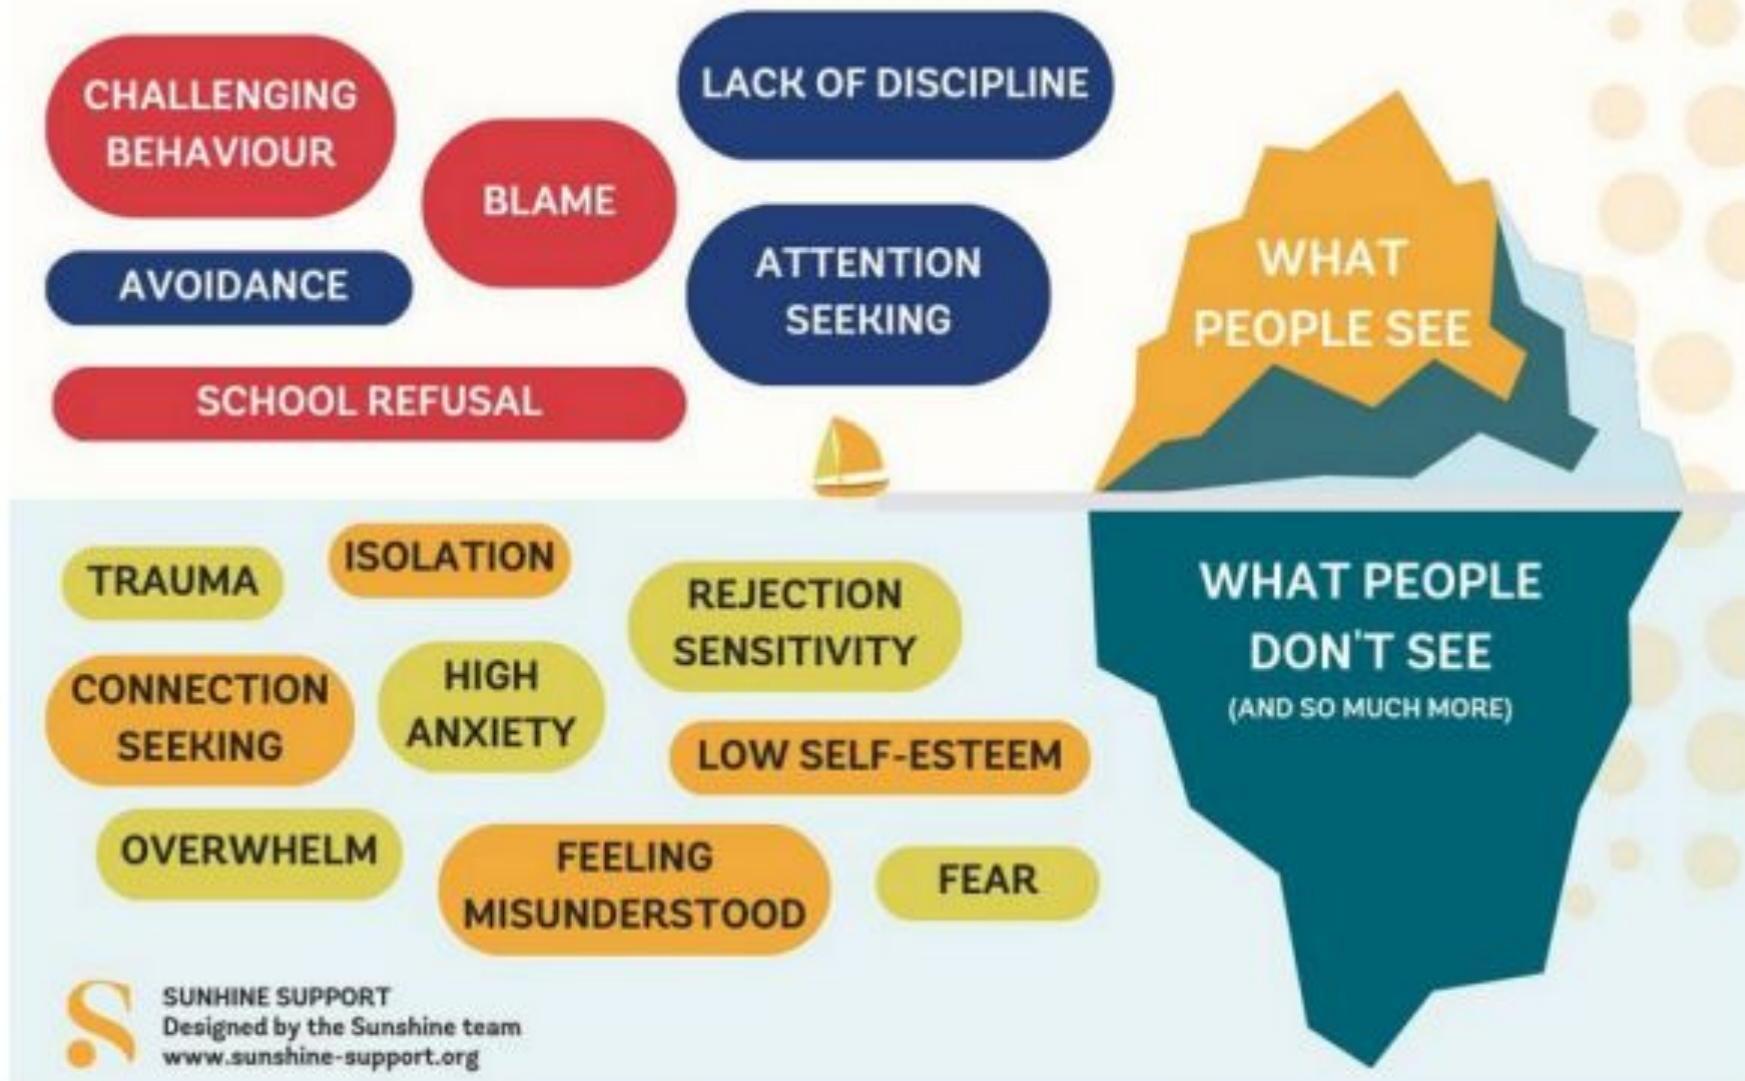 CHALLENGING
BEHAVIOUR
BLAME
LACK OF DISCIPLINE
AVOIDANCE
ATTENTION
SEEKING
SCHOOL REFUSAL
WHAT
PEOPLE SEE
TRAUMA
ISOLATION
REJECTION
SENSITIVITY
CONNECTION
SEEKING
HIGH
ANXIETY
LOW SELF-ESTEEM
OVERWHELM
FEELING
MISUNDERSTOOD
FEAR
WHAT PEOPLE
DON'T SEE
(AND SO MUCH MORE)
SUNHINE SUPPORT
Designed by the Sunshine team
www.sunshine-support.org